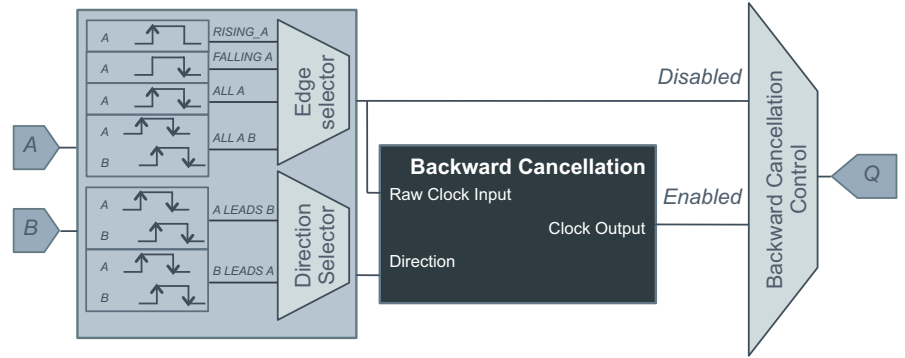 A
RISING_A
A
FALLING A
A
ALL A
A
B
ALL A B
Edge
selector
A
B
A
B
A LEADS B
A
B
B LEADS A
Direction
Selector
Backward Cancellation
Raw Clock Input
Clock Output
Direction
Disabled
Enabled
Backward Cancellation
Control
Q